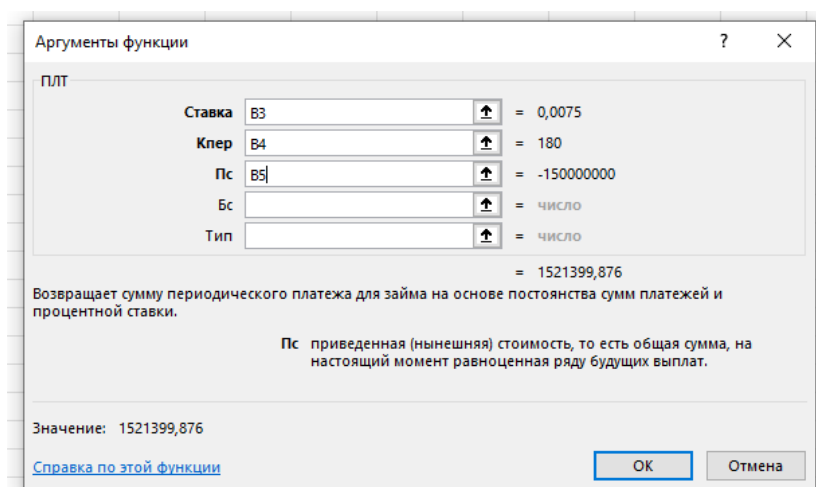 Аргументы функции ? ×
ПЛТ
Ставка B3 = 0,0075
Кпер B4 = 180
Пс B5 = -150000000
Бс = число
Тип = число
= 1521399,876
Возвращает сумму периодического платежа для займа на основе постоянства сумм платежей и
процентной ставки.
Пс приведенная (нынешняя) стоимость, то есть общая сумма, на
настоящий момент равноценная ряду будущих выплат.
Значение: 1521399,876
Справка по этой функции ОК Отмена